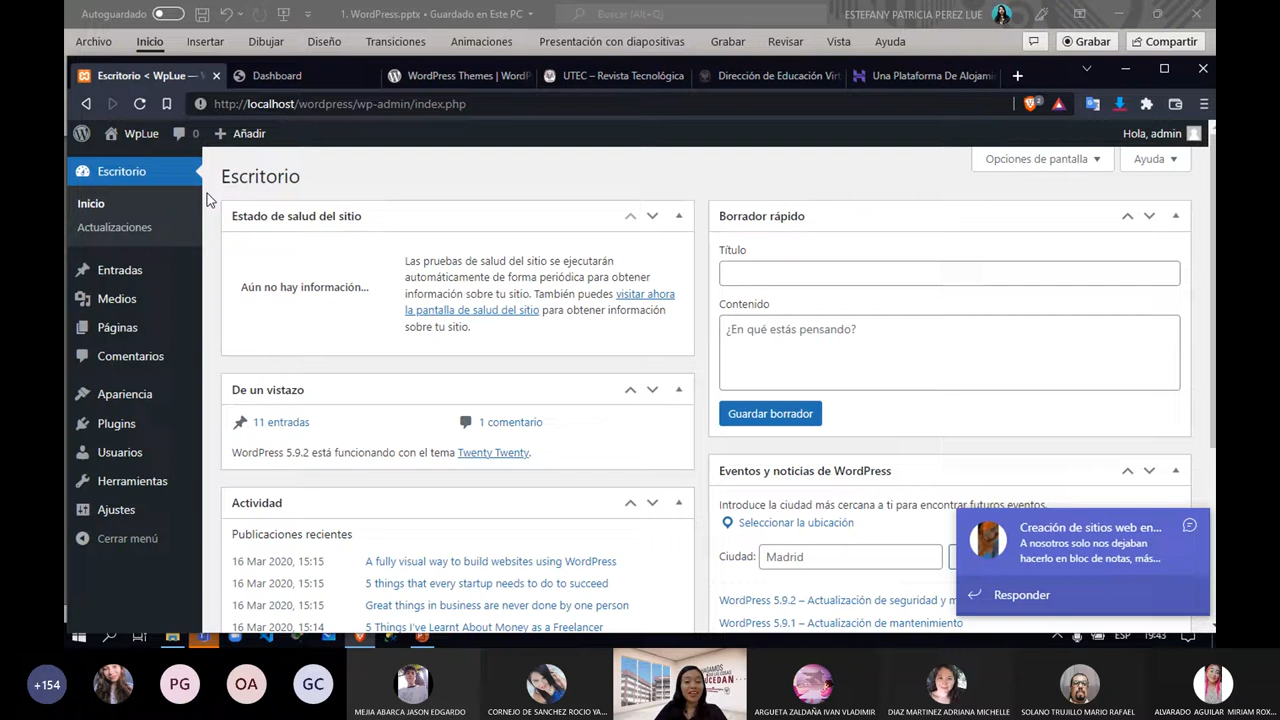 Autoguardado
1. WordPress.pptx • Guardado en Este PC
Buscar (Alt+Q)
ESTEFANY PATRICIA PEREZ LUE
Archivo Inicio Insertar Dibujar Diseño Transiciones Animaciones Presentación con diapositivas Grabar Revisar Vista Ayuda
Grabar
Compartir
Escritorio < WpLue — W
Dashboard
WordPress Themes | WordP
UTEC – Revista Tecnológica
Dirección de Educación Virt
Una Plataforma De Alojami
http://localhost/wordpress/wp-admin/index.php
2
WpLue 0 Añadir
Hola, admin
Escritorio
Inicio
Actualizaciones
Entradas
Medios
Páginas
Comentarios
Apariencia
Plugins
Usuarios
Herramientas
Ajustes
Cerrar menú
Opciones de pantalla
Ayuda
Escritorio
Estado de salud del sitio
Aún no hay información...
Las pruebas de salud del sitio se ejecutarán
automáticamente de forma periódica para obtener
información sobre tu sitio. También puedes visitar ahora
la pantalla de salud del sitio para obtener información
sobre tu sitio.
De un vistazo
11 entradas
1 comentario
WordPress 5.9.2 está funcionando con el tema Twenty Twenty.
Actividad
Publicaciones recientes
16 Mar 2020, 15:15 A fully visual way to build websites using WordPress
16 Mar 2020, 15:15 5 things that every startup needs to do to succeed
16 Mar 2020, 15:15 Great things in business are never done by one person
16 Mar 2020, 15:14 5 Things I've Learnt About Money as a Freelancer
Borrador rápido
Título
Contenido
¿En qué estás pensando?
Guardar borrador
Eventos y noticias de WordPress
Introduce la ciudad más cercana a ti para encontrar futuros eventos.
Seleccionar la ubicación
Ciudad: Madrid
WordPress 5.9.2 – Actualización de seguridad y m
WordPress 5.9.1 – Actualización de mantenimiento
Creación de sitios web en...
A nosotros solo nos dejaban
hacerlo en bloc de notas, más...
Responder
ESP 19:43
+154
PG
OA
GC
MEJIA ABARCA JASON EDGARDO
CORNEJO DE SANCHEZ ROCIO YA...
ARGUETA ZALDAÑA IVAN VLADIMIR
DIAZ MARTINEZ ADRIANA MICHELLE
SOLANO TRUJILLO MARIO RAFAEL
ALVARADO AGUILAR MIRIAM ROX...